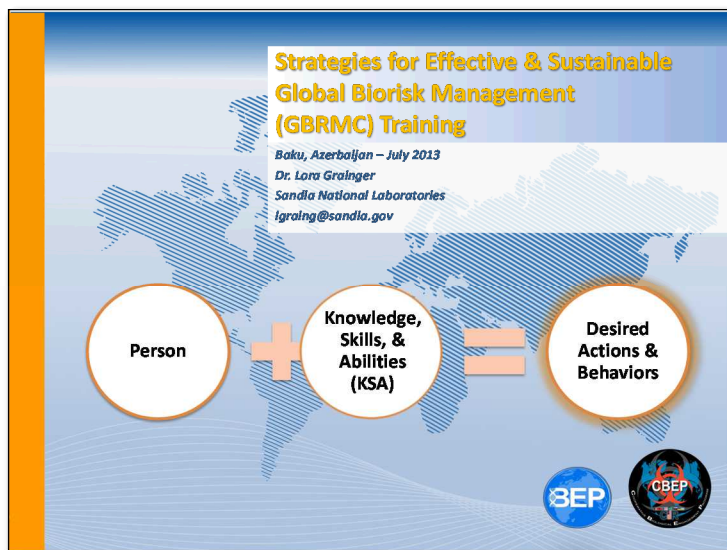 Strategies for Effective & Sustainable
Global Biorisk Management
(GBRMC) Training
Baku, Azerbaijan – July 2013
Dr. Lora Grainger
Sandia National Laboratories
lgraing@sandia.gov
Person
Knowledge,
Skills, &
Abilities
(KSA)
Desired
Actions &
Behaviors
BEP
CBEP